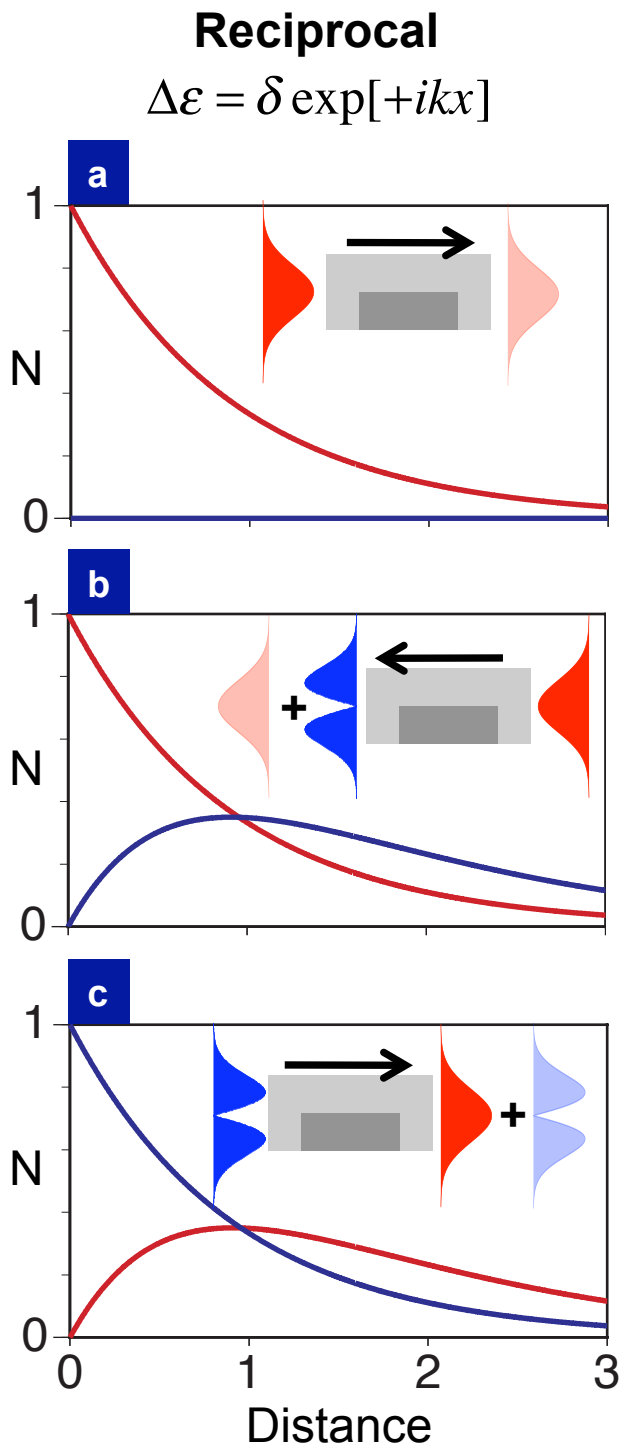 Reciprocal
Δε = δ exp[+ikx]
a
1
N
0
b
1
+
N
0
c
1
+
N
0
0 1 2 3
Distance